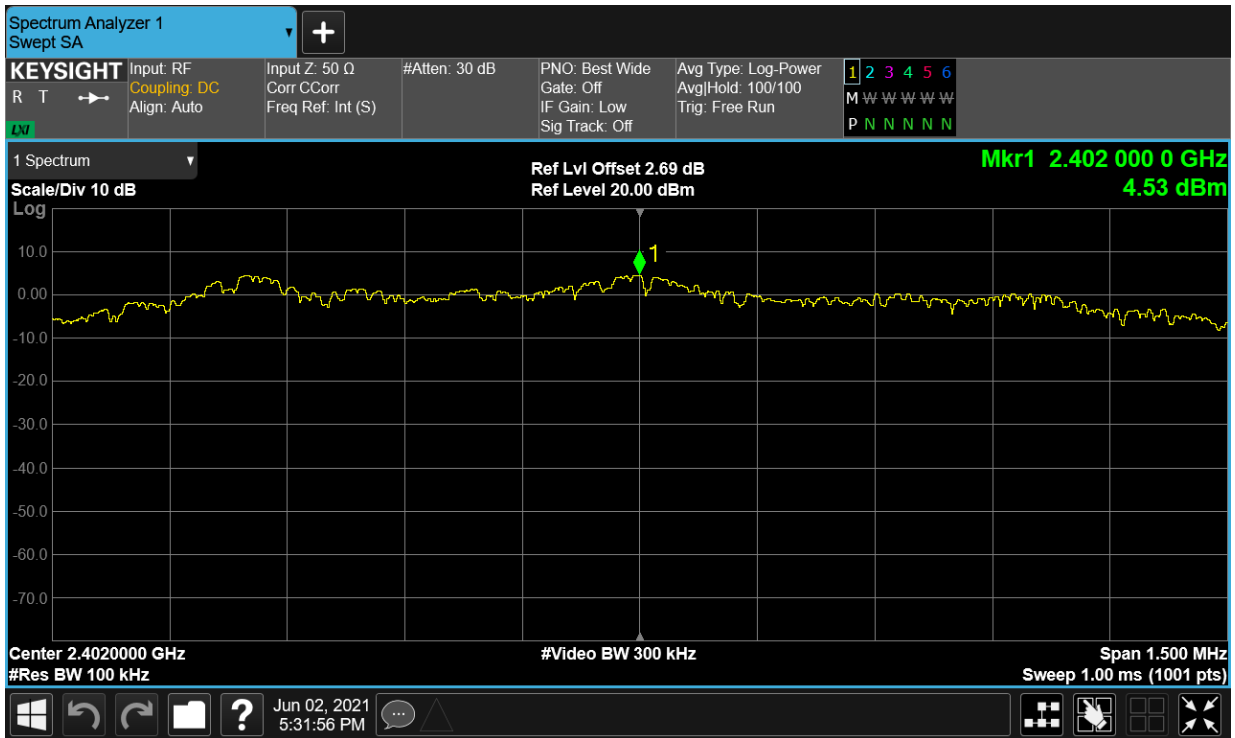 Spectrum Analyzer 1
Swept SA
KEYSIGHT
R T
LXI
Input: RF
Coupling: DC
Align: Auto
Input Z: 50 Ω
Corr CCorr
Freq Ref: Int (S)
#Atten: 30 dB
PNO: Best Wide
Gate: Off
IF Gain: Low
Sig Track: Off
Avg Type: Log-Power
Avg|Hold: 100/100
Trig: Free Run
1 2 3 4 5 6
M W W W W W
P N N N N N
1 Spectrum
Scale/Div 10 dB
Log
Ref Lvl Offset 2.69 dB
Ref Level 20.00 dBm
Mkr1 2.402 000 0 GHz
4.53 dBm
1
10.0
0.00
-10.0
-20.0
-30.0
-40.0
-50.0
-60.0
-70.0
Center 2.4020000 GHz
#Res BW 100 kHz
#Video BW 300 kHz
Span 1.500 MHz
Sweep 1.00 ms (1001 pts)
?
Jun 02, 2021
5:31:56 PM